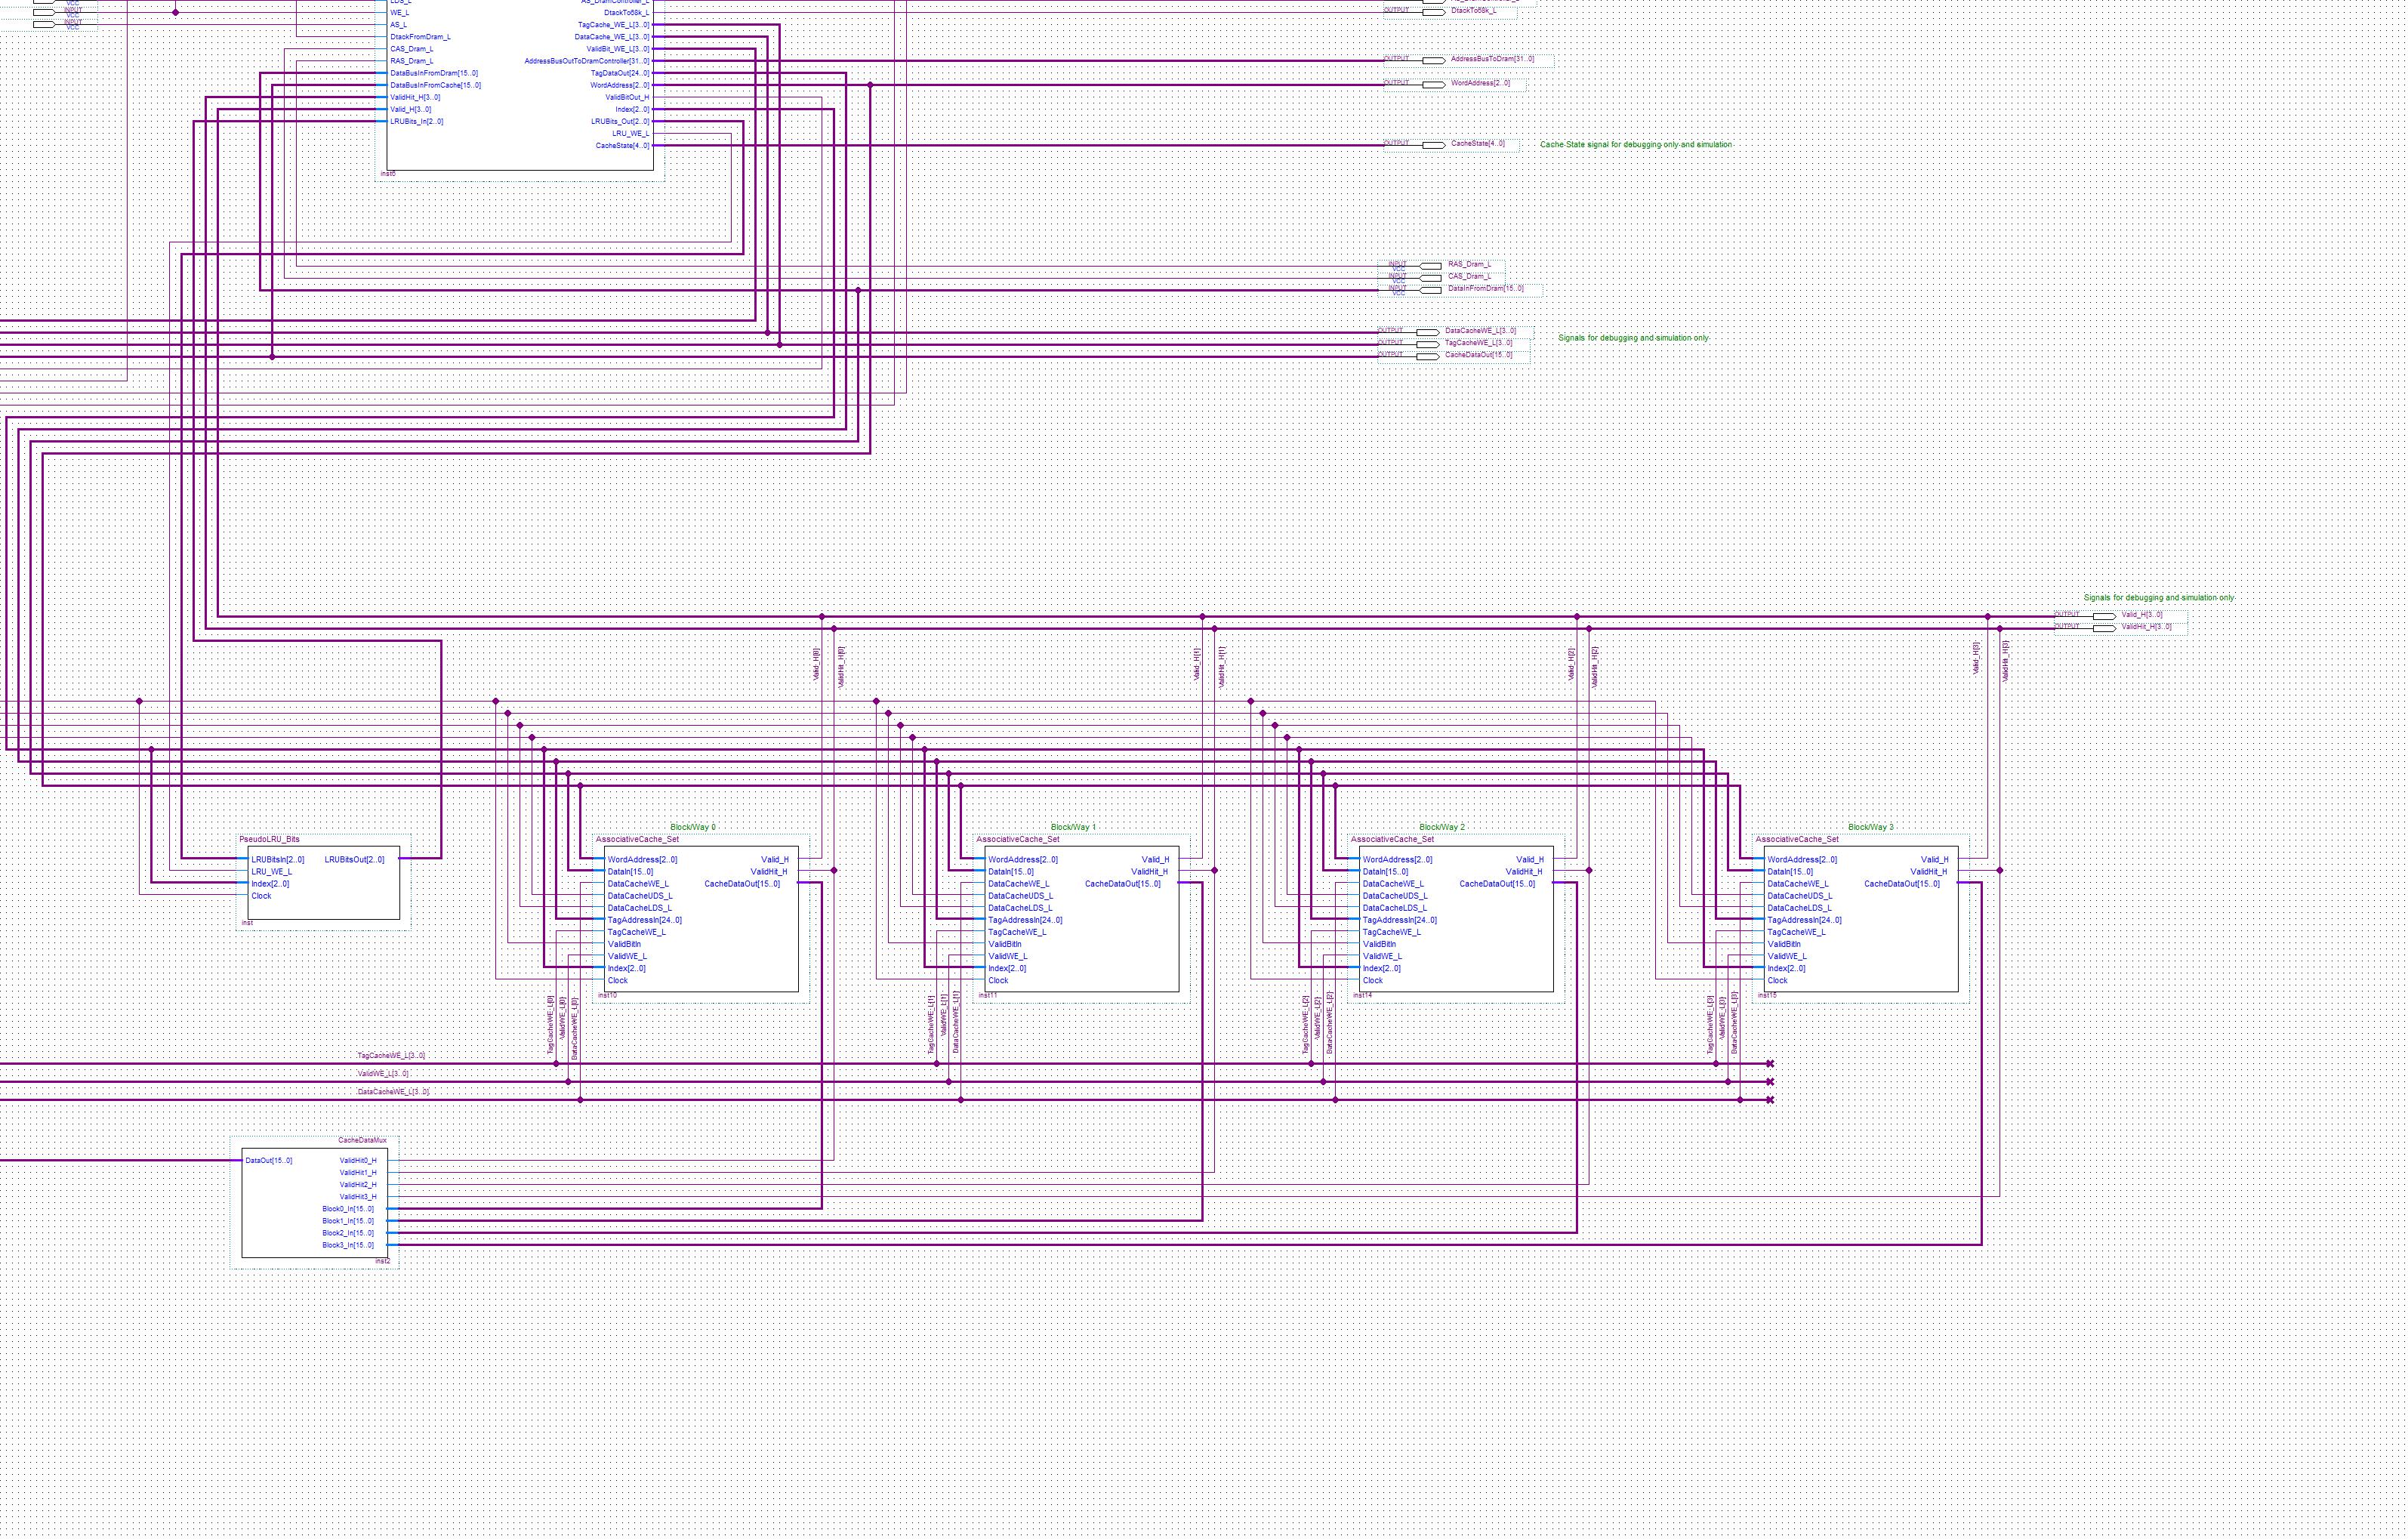 LDS_L
WE_L
AS_L
DtackFromDram_L
CAS_Dram_L
RAS_Dram_L
DataBusInFromDram[15..0]
DataBusInFromCache[15..0]
ValidHit_H[3..0]
Valid_H[3..0]
LRUBits_In[2..0]
AS_DramController_L
DtackTo68k_L
TagCache_WE_L[3..0]
DataCache_WE_L[3..0]
ValidBit_WE_L[3..0]
AddressBusOutToDramController[31..0]
TagDataOut[24..0]
WordAddress[2..0]
ValidBitOut_H
Index[2..0]
LRUBits_Out[2..0]
LRU_WE_L
CacheState[4..0]
inst6
VCC
INPUT
VCC
INPUT
VCC
OUTPUT DtackTo68k_L
OUTPUT AddressBusToDram[31..0]
OUTPUT WordAddress[2..0]
OUTPUT CacheState[4..0]
Cache State signal for debugging only and simulation
INPUT VCC RAS_Dram_L
INPUT VCC CAS_Dram_L
INPUT VCC DataInFromDram[15..0]
OUTPUT DataCacheWE_L[3..0]
OUTPUT TagCacheWE_L[3..0]
OUTPUT CacheDataOut[15..0]
Signals for debugging and simulation only
Signals for debugging and simulation only
OUTPUT Valid_H[3..0]
OUTPUT ValidHit_H[3..0]
Valid_H[0]
ValidHit_H[0]
Valid_H[1]
ValidHit_H[1]
Valid_H[2]
ValidHit_H[2]
Valid_H[3]
ValidHit_H[3]
PseudoLRU_Bits
LRUBitsIn[2..0] LRUBitsOut[2..0]
LRU_WE_L
Index[2..0]
Clock
inst
Block/Way 0
AssociativeCache_Set
WordAddress[2..0] Valid_H
DataIn[15..0] ValidHit_H
DataCacheWE_L CacheDataOut[15..0]
DataCacheUDS_L
DataCacheLDS_L
TagAddressIn[24..0]
TagCacheWE_L
ValidBitIn
ValidWE_L
Index[2..0]
Clock
inst10
Block/Way 1
AssociativeCache_Set
WordAddress[2..0] Valid_H
DataIn[15..0] ValidHit_H
DataCacheWE_L CacheDataOut[15..0]
DataCacheUDS_L
DataCacheLDS_L
TagAddressIn[24..0]
TagCacheWE_L
ValidBitIn
ValidWE_L
Index[2..0]
Clock
inst11
Block/Way 2
AssociativeCache_Set
WordAddress[2..0] Valid_H
DataIn[15..0] ValidHit_H
DataCacheWE_L CacheDataOut[15..0]
DataCacheUDS_L
DataCacheLDS_L
TagAddressIn[24..0]
TagCacheWE_L
ValidBitIn
ValidWE_L
Index[2..0]
Clock
inst14
Block/Way 3
AssociativeCache_Set
WordAddress[2..0] Valid_H
DataIn[15..0] ValidHit_H
DataCacheWE_L CacheDataOut[15..0]
DataCacheUDS_L
DataCacheLDS_L
TagAddressIn[24..0]
TagCacheWE_L
ValidBitIn
ValidWE_L
Index[2..0]
Clock
inst15
TagCacheWE_L[0]
ValidWE_L[0]
DataCacheWE_L[0]
TagCacheWE_L[1]
ValidWE_L[1]
DataCacheWE_L[1]
TagCacheWE_L[2]
ValidWE_L[2]
DataCacheWE_L[2]
TagCacheWE_L[3]
ValidWE_L[3]
DataCacheWE_L[3]
TagCacheWE_L[3..0]
ValidWE_L[3..0]
DataCacheWE_L[3..0]
CacheDataMux
DataOut[15..0] ValidHit0_H
ValidHit1_H
ValidHit2_H
ValidHit3_H
Block0_In[15..0]
Block1_In[15..0]
Block2_In[15..0]
Block3_In[15..0]
inst2